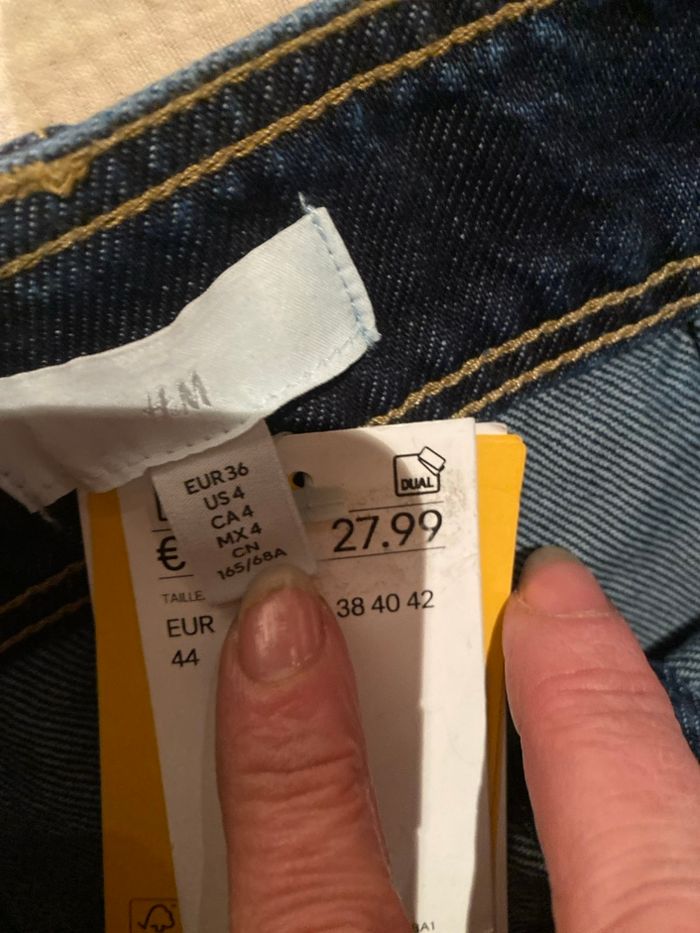 H&M
EUR 36
US 4
CA 4
MX 4
CN
165/68A
DUAL
€ 27.99
TAILLE
EUR 38 40 42
44